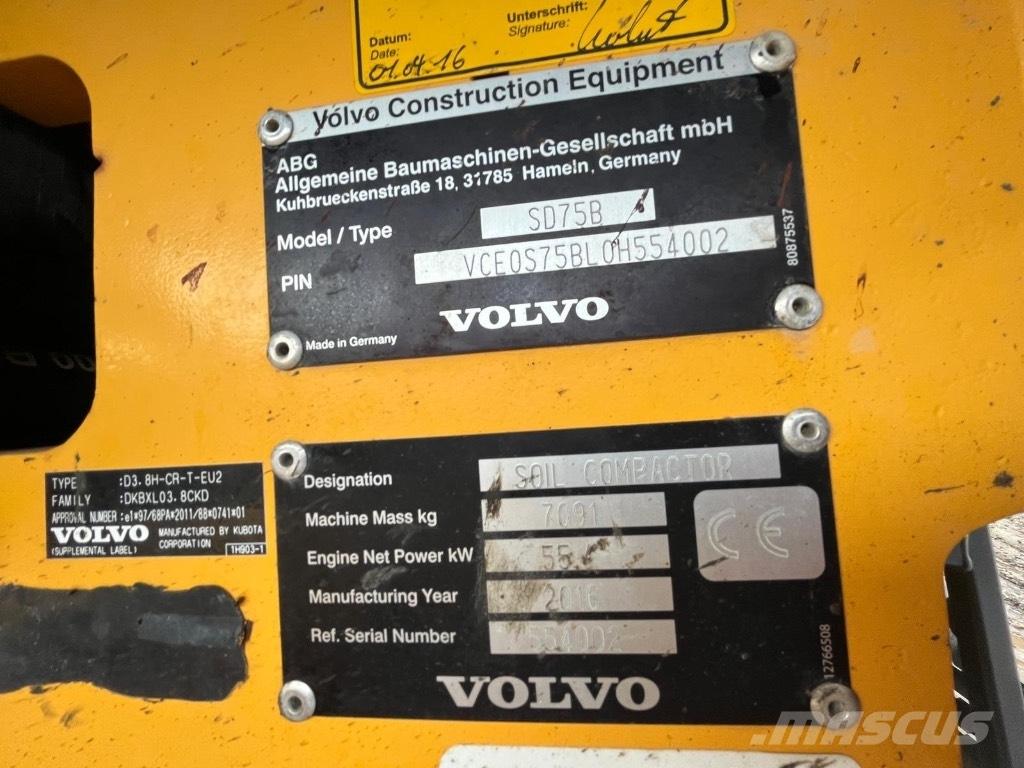 Unterschrift:
Signature:
Datum:
Date:
01.04.16
Volvo Construction Equipment
ABG
Allgemeine Baumaschinen-Gesellschaft mbH
Kuhbrueckenstraße 18, 31785 Hameln, Germany
Model / Type SD75B
PIN VCE0S75BL0H554002
80875537
VOLVO
Made in Germany
TYPE :D3.8H-CR-T-EU2
FAMILY :DKBXL03.8CKD
APPROVAL NUMBER :e1*97/68PA*2011/88*0741*01
VOLVO MANUFACTURED BY KUBOTA CORPORATION
(SUPPLEMENTAL LABEL) 1H903-1
Designation SOIL COMPACTOR
Machine Mass kg 7091
Engine Net Power kW 55
Manufacturing Year 2016
Ref. Serial Number 554002
CE
12766508
VOLVO
MASCUS